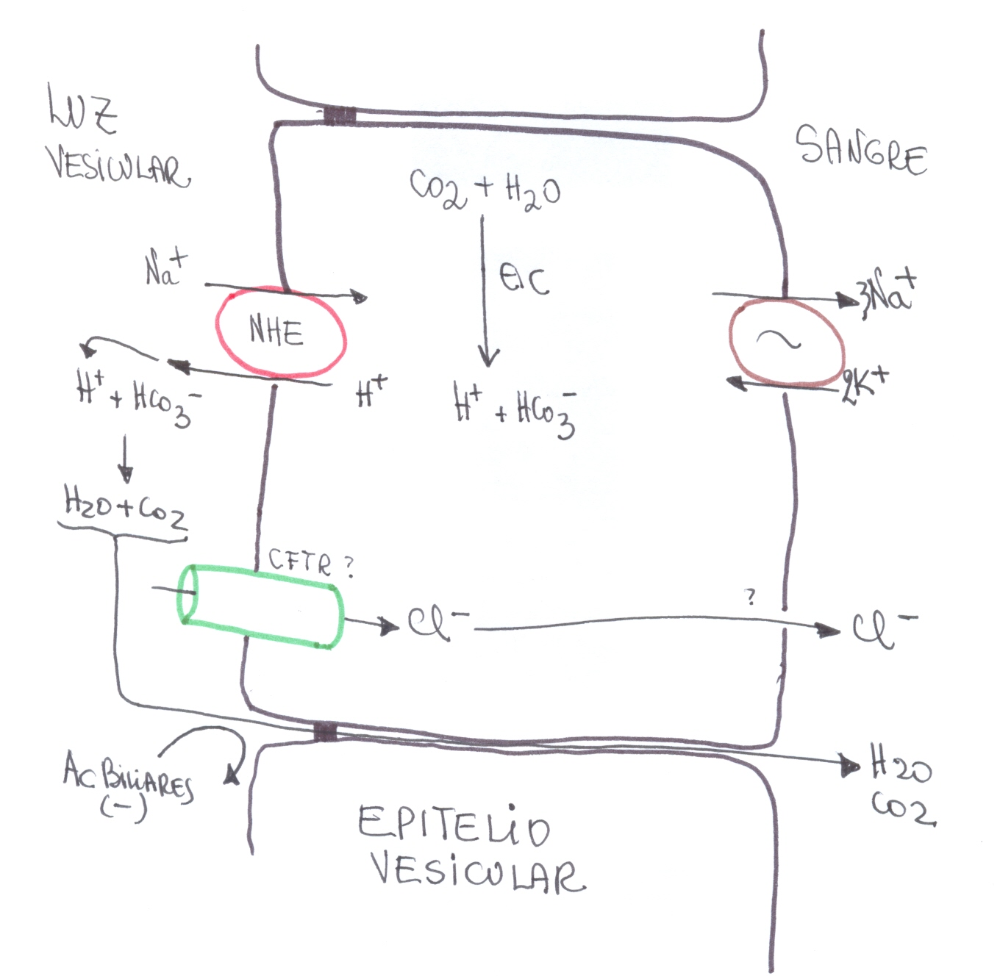 LUZ
VESICULAR
SANGRE
CO2 + H2O
Na+
eac
3Na+
NHE
H+ + HCO3-
H+
H+ + HCO3-
2K+
H2O + CO2
CFTR ?
?
Cl-
Cl-
Ac BiliARES
(-)
H2O
CO2
EPITELiO
VESiCULAR